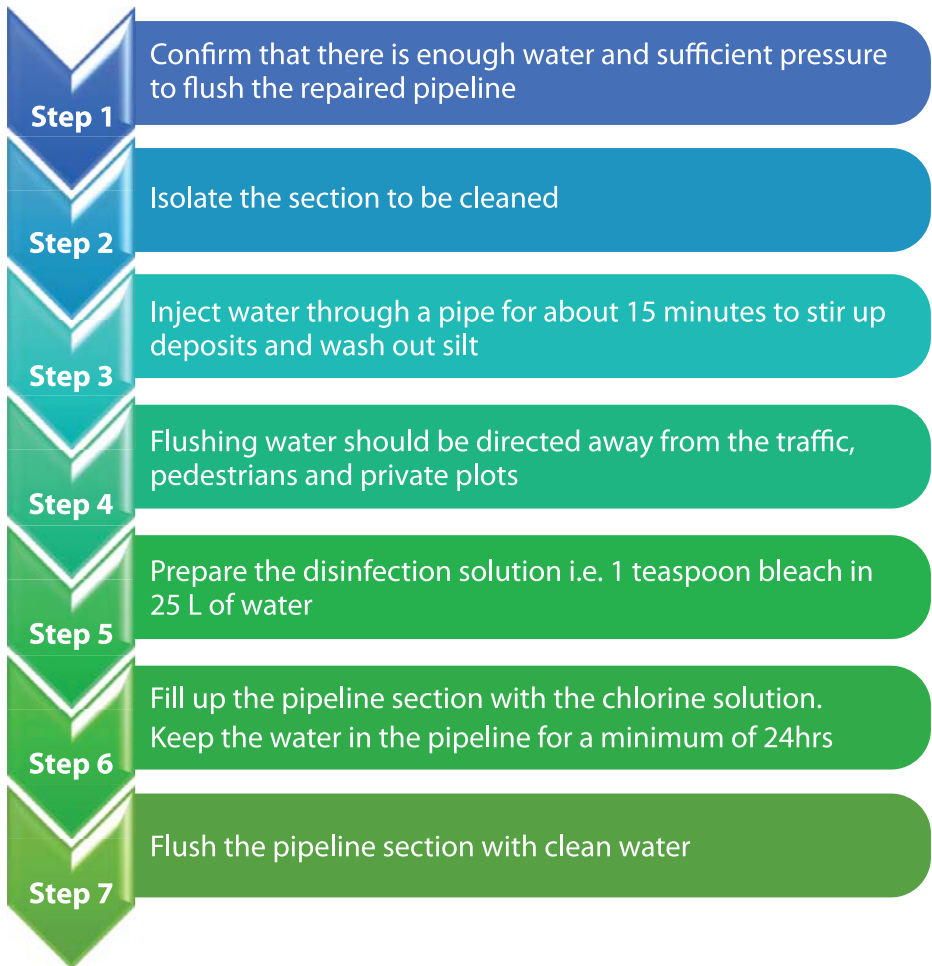 Step 1
Confirm that there is enough water and sufficient pressure
to flush the repaired pipeline
Step 2
Isolate the section to be cleaned
Step 3
Inject water through a pipe for about 15 minutes to stir up
deposits and wash out silt
Step 4
Flushing water should be directed away from the traffic,
pedestrians and private plots
Step 5
Prepare the disinfection solution i.e. 1 teaspoon bleach in
25 L of water
Step 6
Fill up the pipeline section with the chlorine solution.
Keep the water in the pipeline for a minimum of 24hrs
Step 7
Flush the pipeline section with clean water